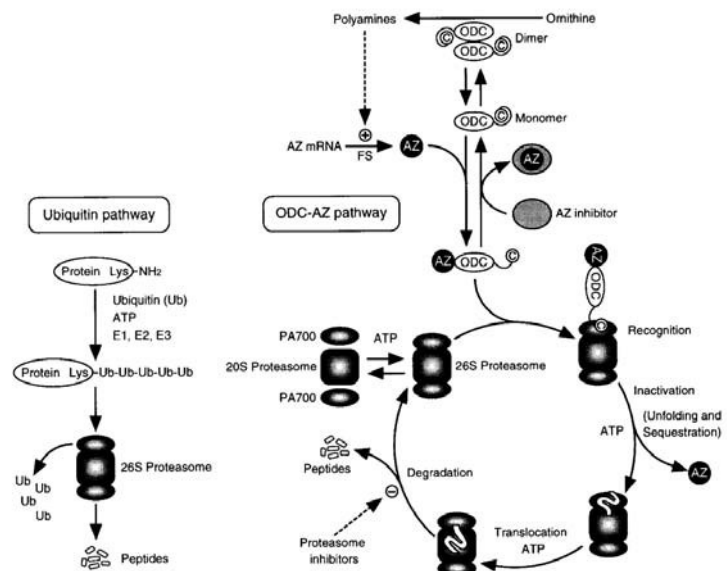 Polyamines
Ornithine
ODC
ODC
C
C
Dimer
ODC
C
Monomer
+
AZ mRNA
FS
AZ
AZ
AZ inhibitor
Ubiquitin pathway
ODC-AZ pathway
AZ
ODC
C
Protein Lys-NH2
Ubiquitin (Ub)
ATP
E1, E2, E3
Protein Lys-Ub-Ub-Ub-Ub-Ub
26S Proteasome
Ub
Ub
Ub
Ub
Peptides
AZ
ODC
C
Recognition
PA700
20S Proteasome
PA700
ATP
26S Proteasome
Inactivation
(Unfolding and
Sequestration)
ATP
AZ
Peptides
Degradation
−
Proteasome
inhibitors
Translocation
ATP